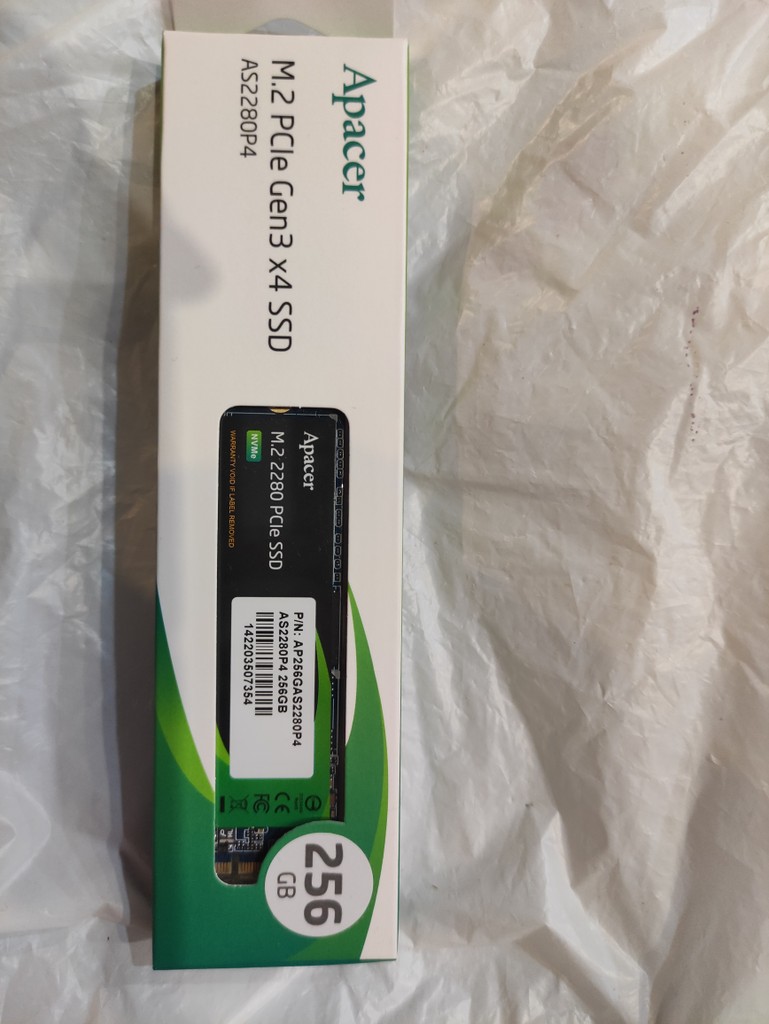 Apacer
M.2 PCIe Gen3 x4 SSD
AS2280P4
Apacer
M.2 2280 PCIe SSD
NVMe
WARRANTY VOID IF LABEL REMOVED
P/N: AP256GAS2280P4
AS2280P4 256GB
142203507354
256
GB